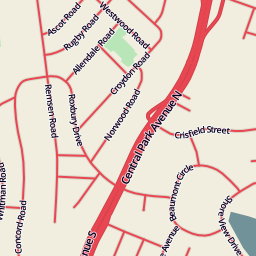 Ascot Road
Westwood Road
Rugby Road
Allendale Road
Croydon Road
Remsen Road
Roxbury Drive
Norwood Road
Central Park Avenue N
Crisfield Street
Beaumont Circle
Shore View Drive
Whitman Road
Concord Road
enue S
e Avenue